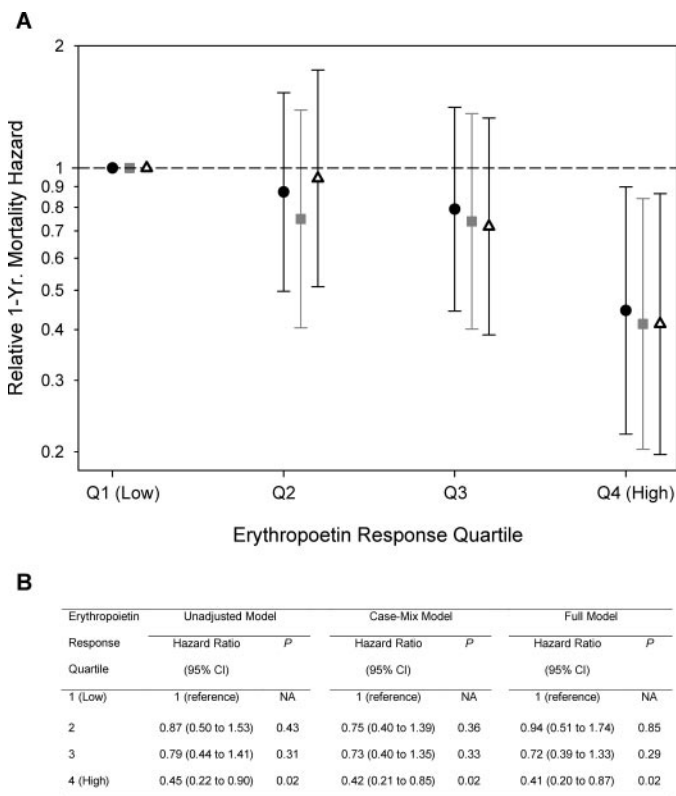 A
2
1
0.9
0.8
0.7
0.6
0.5
0.4
0.3
0.2
Relative 1-Yr. Mortality Hazard
Q1 (Low) Q2 Q3 Q4 (High)
Erythropoetin Response Quartile
B
Erythropoietin Unadjusted Model Case-Mix Model Full Model
Response Hazard Ratio P Hazard Ratio P Hazard Ratio P
Quartile (95% CI) (95% CI) (95% CI)
1 (Low) 1 (reference) NA 1 (reference) NA 1 (reference) NA
2 0.87 (0.50 to 1.53) 0.43 0.75 (0.40 to 1.39) 0.36 0.94 (0.51 to 1.74) 0.85
3 0.79 (0.44 to 1.41) 0.31 0.73 (0.40 to 1.35) 0.33 0.72 (0.39 to 1.33) 0.29
4 (High) 0.45 (0.22 to 0.90) 0.02 0.42 (0.21 to 0.85) 0.02 0.41 (0.20 to 0.87) 0.02